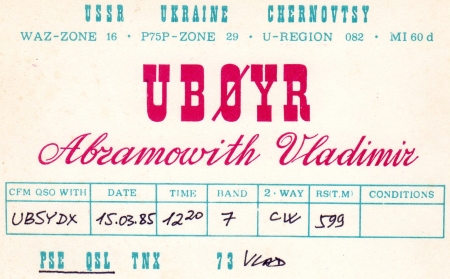 USSR UKRAINE CHERNOVTSY
WAZ-ZONE 16 · P75P-ZONE 29 · U-REGION 082 · MI 60 d
UBØYR
Abramowith Vladimir
CFM QSO WITH DATE TIME BAND 2-WAY RS(T.M) CONDITIONS
UB5YDX 15.03.85 12 20 7 CW 599
PSE QSL TNX 73 VLAD